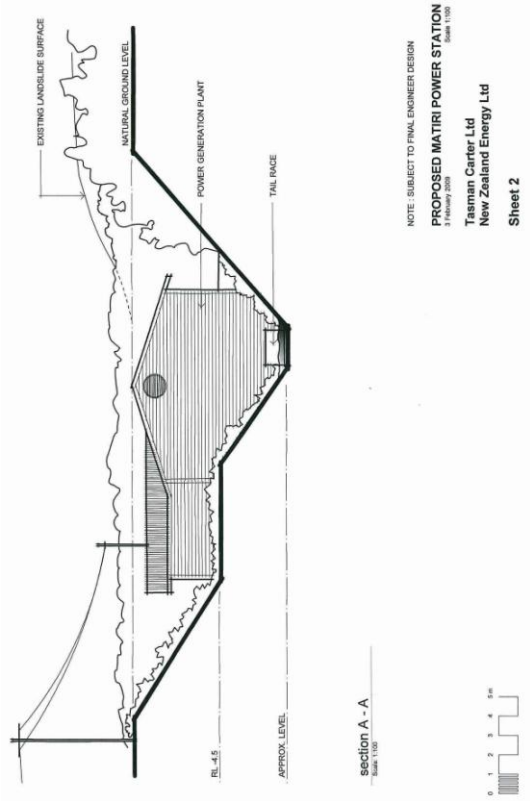 EXISTING LANDSLIDE SURFACE
NATURAL GROUND LEVEL
POWER GENERATION PLANT
TAIL RACE
RL -4.5
APPROX. LEVEL
section A - A
Scale 1:100
0 1 2 3 4 5m
NOTE : SUBJECT TO FINAL ENGINEER DESIGN
PROPOSED MATIRI POWER STATION
3 February 2009 Scale 1:100
Tasman Carter Ltd
New Zealand Energy Ltd
Sheet 2